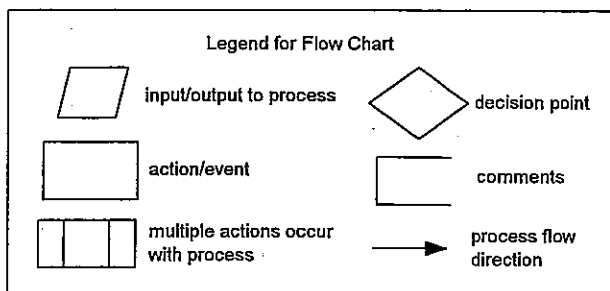 Legend for Flow Chart
input/output to process
decision point
action/event
comments
multiple actions occur
with process
process flow
direction